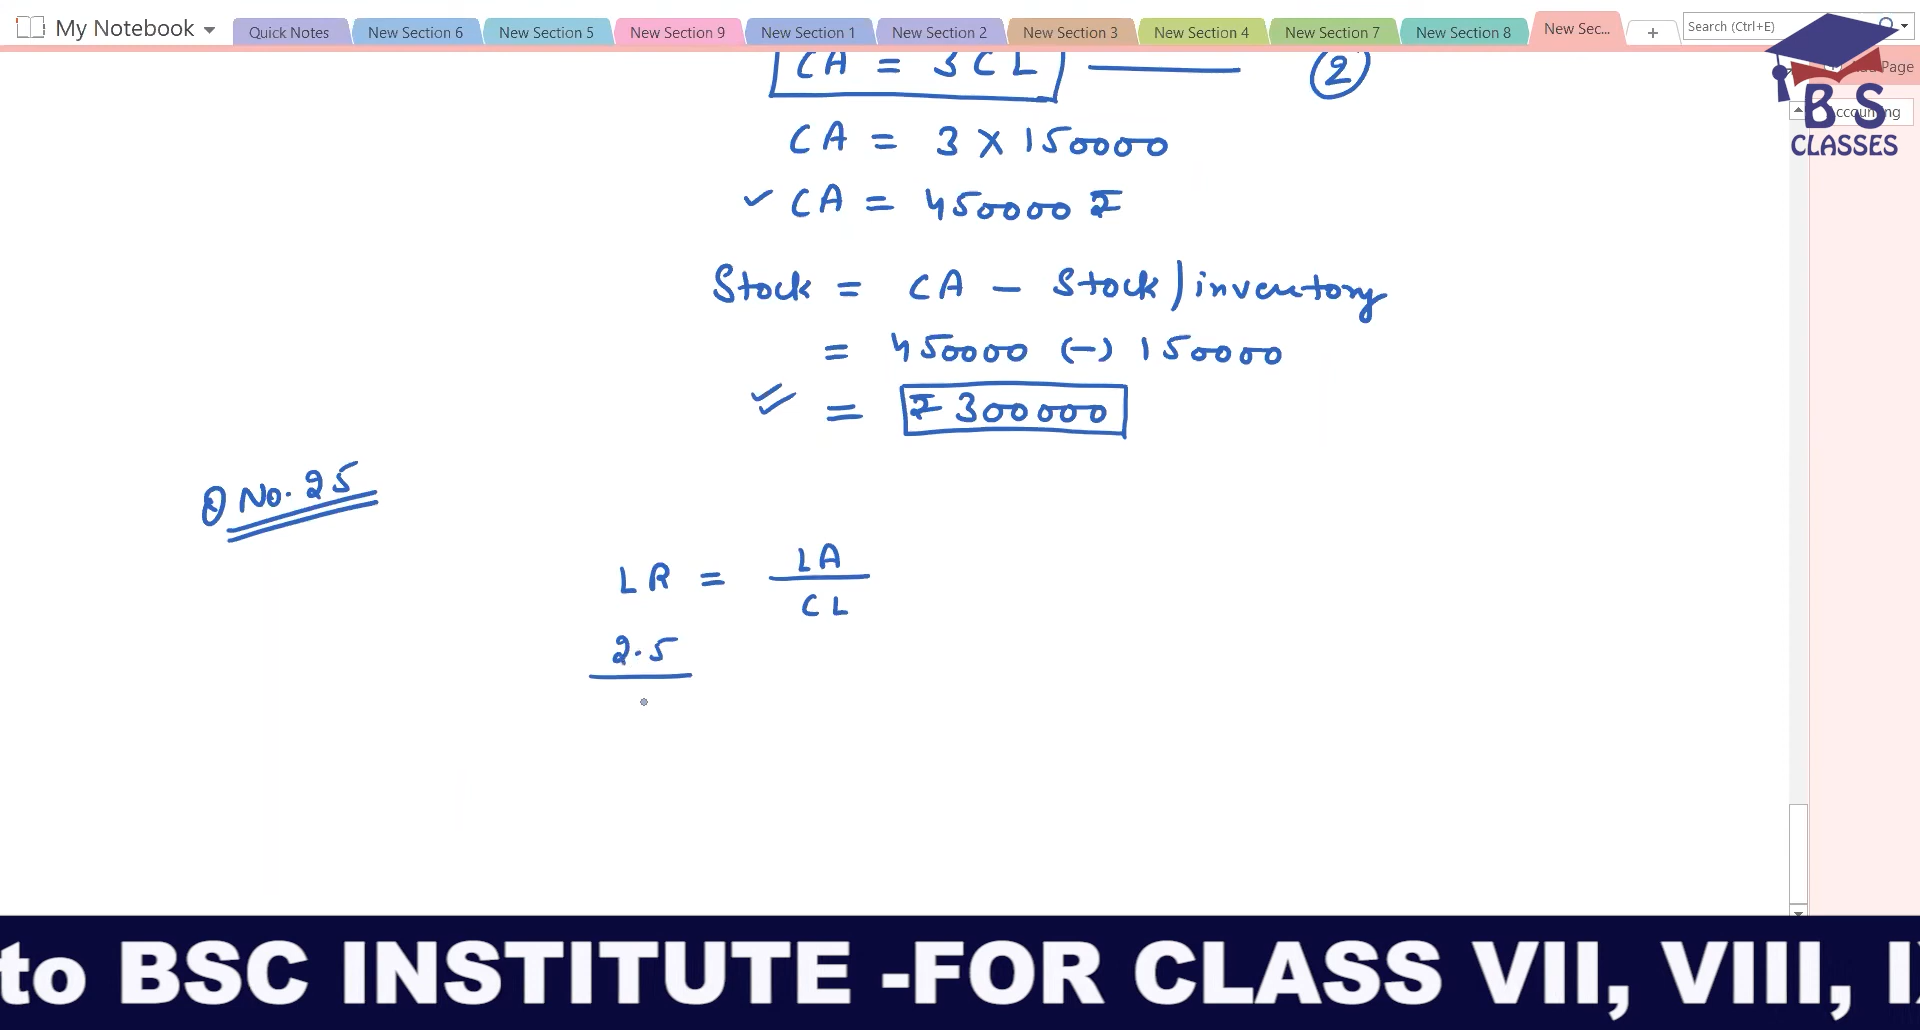 My Notebook
Quick Notes
New Section 6
New Section 5
New Section 9
New Section 1
New Section 2
New Section 3
New Section 4
New Section 7
New Section 8
New Sec...
+
Search (Ctrl+E)
Page
ccounting
B S
CLASSES
CA = 3CL ——— ②
CA = 3 × 150000
✓ CA = 450000 ₹
Stock = CA − Stock/inventory
= 450000 (−) 150000
= ₹ 300000
Q No. 25
LR = LA / CL
2.5
to BSC INSTITUTE -FOR CLASS VII, VIII, I